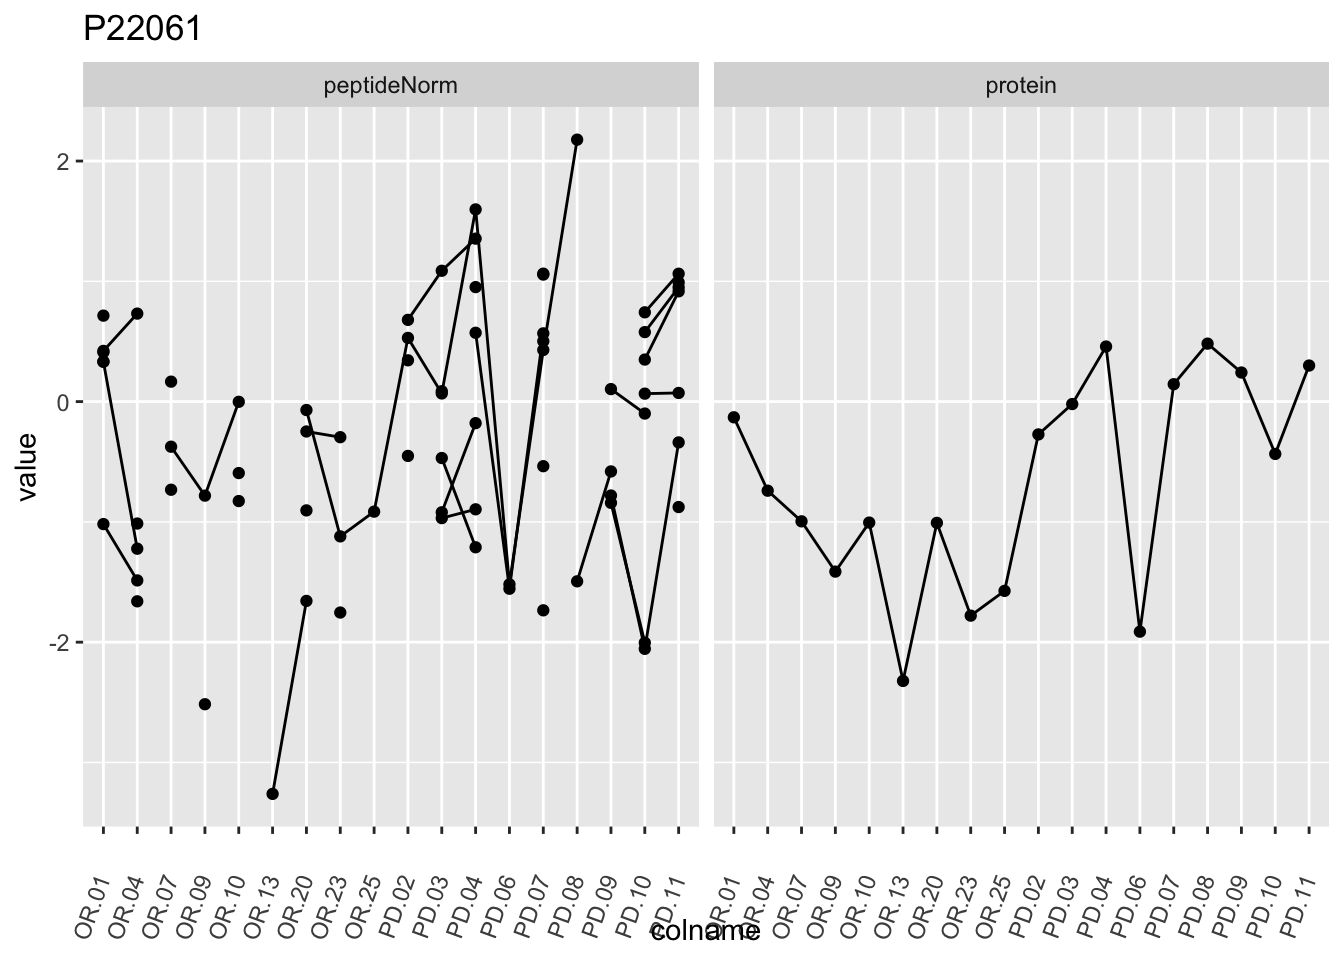 P22061
peptideNorm protein
2
0
-2
value
OR.01 OR.04 OR.07 OR.09 OR.10 OR.13 OR.20 OR.23 OR.25 PD.02 PD.03 PD.04 PD.06 PD.07 PD.08 PD.09 PD.10 PD.11 OR.01 OR.04 OR.07 OR.09 OR.10 OR.13 OR.20 OR.23 OR.25 PD.02 PD.03 PD.04 PD.06 PD.07 PD.08 PD.09 PD.10 PD.11
colname